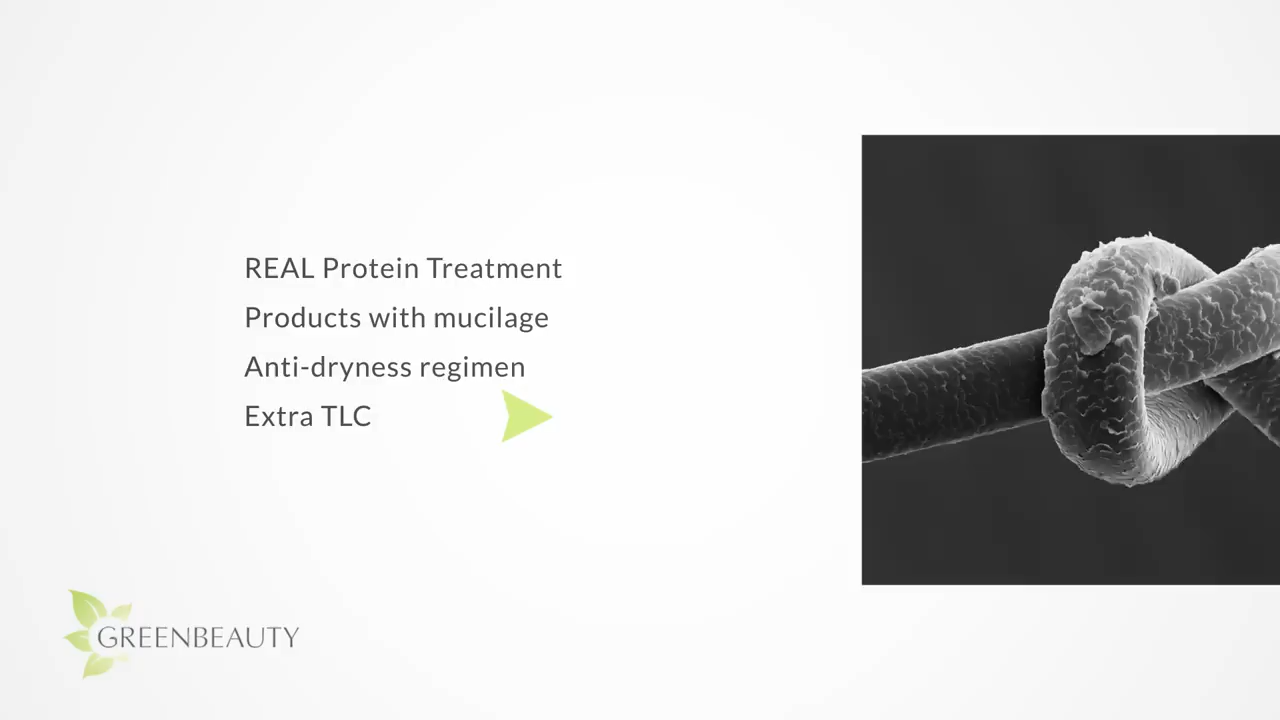 REAL Protein Treatment
Products with mucilage
Anti-dryness regimen
Extra TLC
GREENBEAUTY